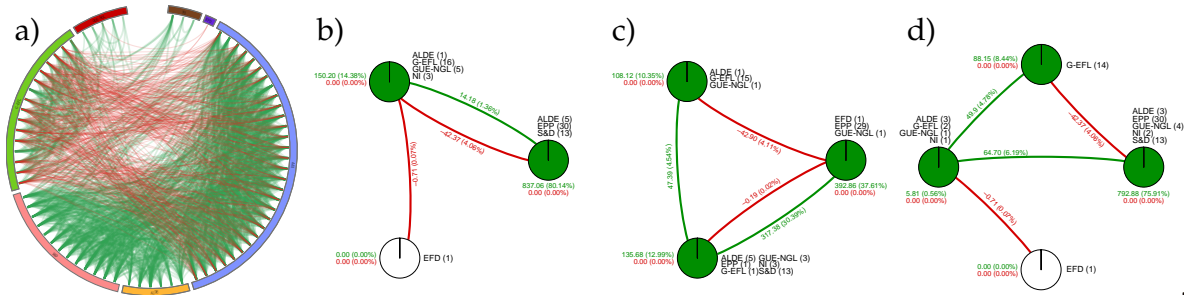 a)
b)
ALDE (1)
G-EFL (16)
GUE-NGL (5)
NI (3)
150.20 (14.38%)
0.00 (0.00%)
14.18 (1.36%)
−42.37 (4.06%)
−0.71 (0.07%)
ALDE (5)
EPP (30)
S&D (13)
837.06 (80.14%)
0.00 (0.00%)
0.00 (0.00%)
0.00 (0.00%)
EFD (1)
c)
108.12 (10.35%)
0.00 (0.00%)
ALDE (1)
G-EFL (15)
GUE-NGL (1)
−42.90 (4.11%)
47.39 (4.54%)
−0.19 (0.02%)
317.38 (30.39%)
EFD (1)
EPP (29)
GUE-NGL (1)
392.86 (37.61%)
0.00 (0.00%)
135.68 (12.99%)
0.00 (0.00%)
ALDE (5) GUE-NGL (3)
EPP (1) NI (3)
G-EFL (1)S&D (13)
d)
88.15 (8.44%)
0.00 (0.00%)
G-EFL (14)
49.9 (4.78%)
−42.37 (4.06%)
64.70 (6.19%)
−0.71 (0.07%)
ALDE (3)
G-EFL (2)
GUE-NGL (1)
NI (1)
5.81 (0.56%)
0.00 (0.00%)
ALDE (3)
EPP (30)
GUE-NGL (4)
NI (2)
S&D (13)
792.88 (75.91%)
0.00 (0.00%)
0.00 (0.00%)
0.00 (0.00%)
EFD (1)